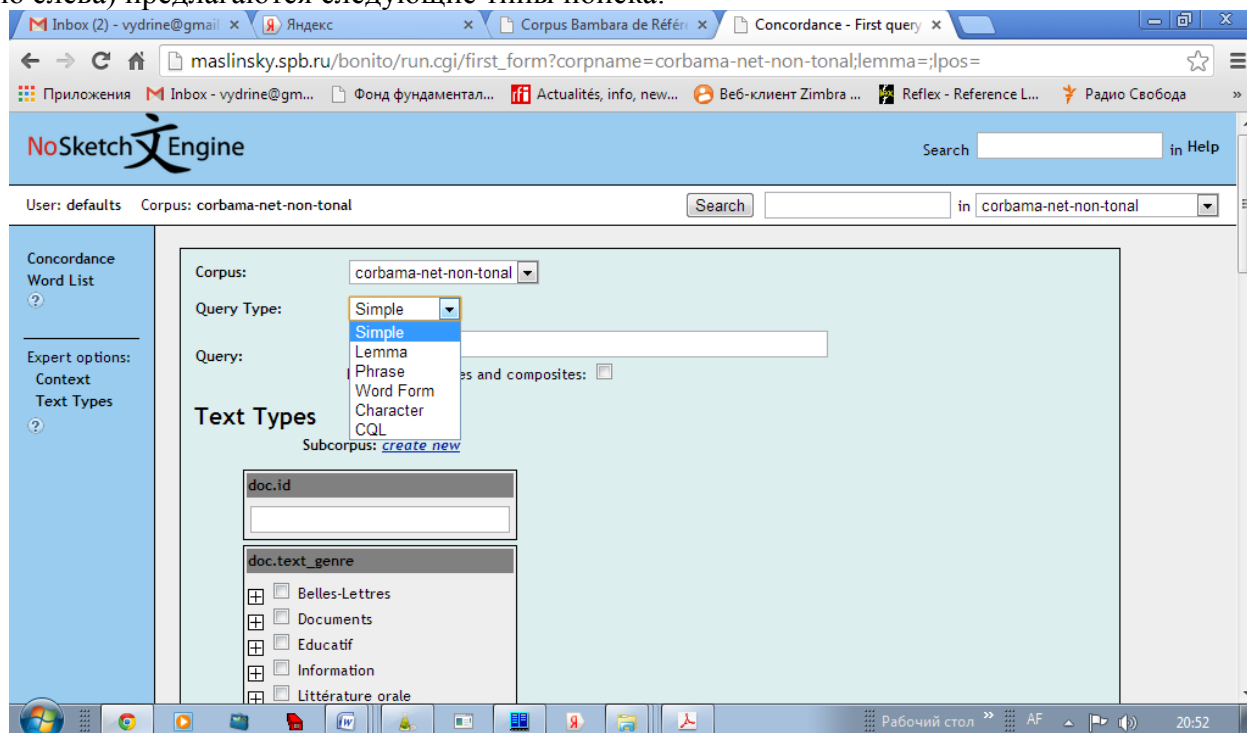 слева) предлагаются следующие типы поиска:
Inbox (2) - vydrine@gmail
Яндекс
Corpus Bambara de Référ
Concordance - First query
maslinsky.spb.ru/bonito/run.cgi/first_form?corpname=corbama-net-non-tonal;lemma=;lpos=
Приложения Inbox - vydrine@gm... Фонд фундаментал... Actualités, info, new... Веб-клиент Zimbra ... Reflex - Reference L... Радио Свобода »
NoSketch Engine
Search in Help
User: defaults Corpus: corbama-net-non-tonal Search in corbama-net-non-tonal
Concordance
Word List
?
Expert options:
Context
Text Types
?
Corpus: corbama-net-non-tonal
Query Type: Simple
Simple
Lemma
Phrase
Word Form
Character
CQL
Query:
es and composites:
Text Types
Subcorpus: create new
doc.id
doc.text_genre
Belles-Lettres
Documents
Educatif
Information
Littérature orale
Рабочий стол » AF 20:52